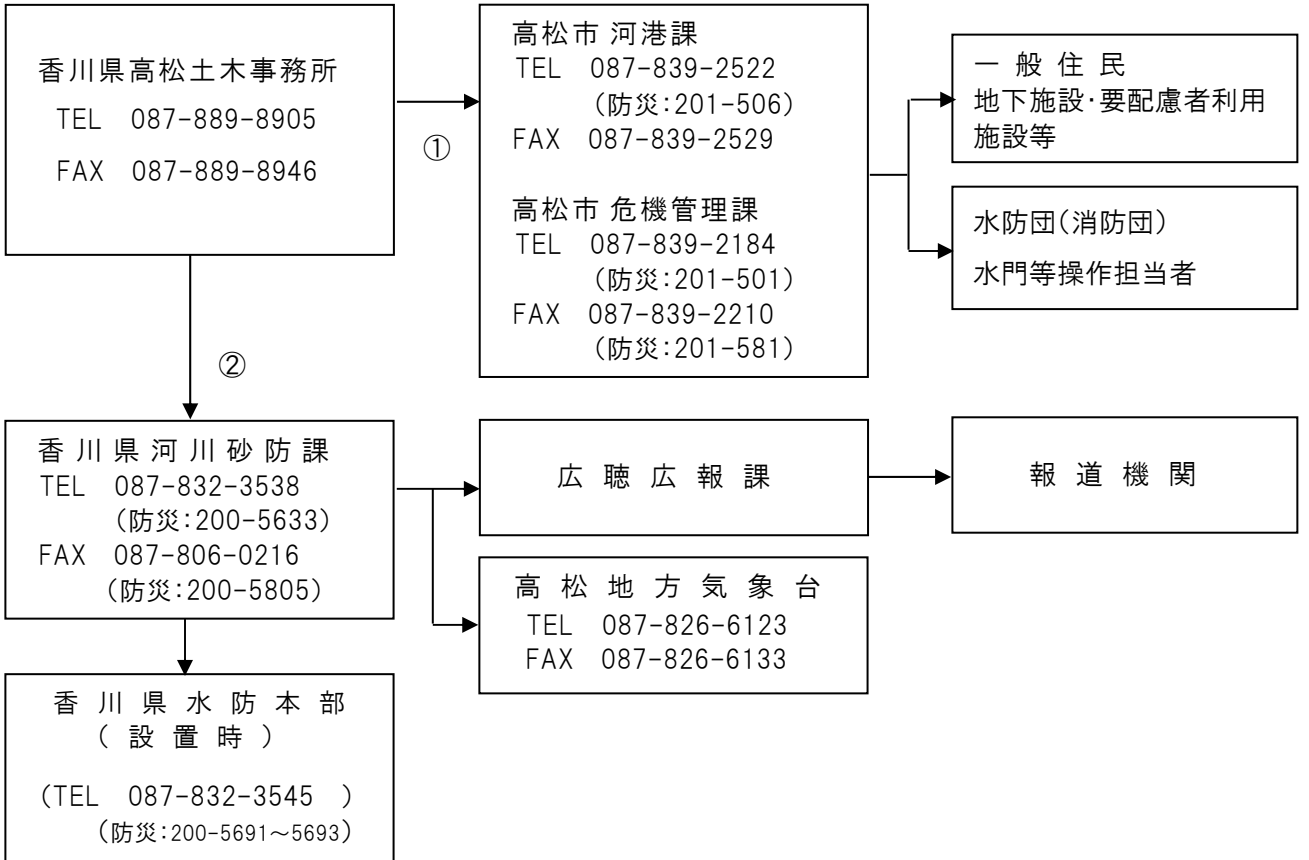 香川県高松土木事務所
TEL 087-889-8905
FAX 087-889-8946
①
高松市 河港課
TEL 087-839-2522
(防災:201-506)
FAX 087-839-2529
高松市 危機管理課
TEL 087-839-2184
(防災:201-501)
FAX 087-839-2210
(防災:201-581)
一般住民
地下施設・要配慮者利用
施設等
水防団(消防団)
水門等操作担当者
②
香川県河川砂防課
TEL 087-832-3538
(防災:200-5633)
FAX 087-806-0216
(防災:200-5805)
広聴広報課
報道機関
高松地方気象台
TEL 087-826-6123
FAX 087-826-6133
香川県水防本部
(設置時)
(TEL 087-832-3545 )
(防災:200-5691~5693)